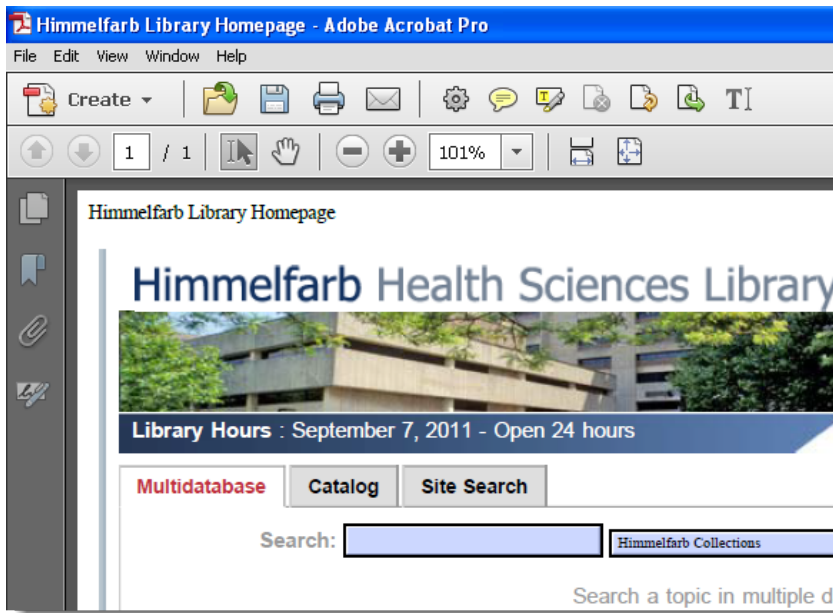 Himmelfarb Library Homepage - Adobe Acrobat Pro
File Edit View Window Help
Create
1 / 1 101%
Himmelfarb Library Homepage
Himmelfarb Health Sciences Library
Library Hours : September 7, 2011 - Open 24 hours
Multidatabase Catalog Site Search
Search: Himmelfarb Collections
Search a topic in multiple